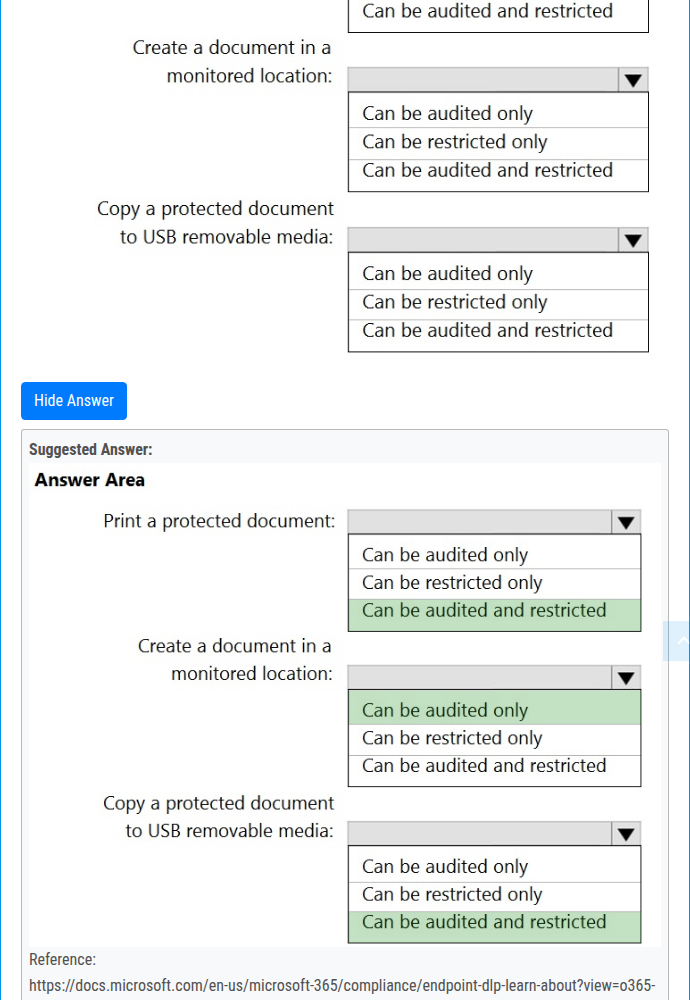 Can be audited and restricted
Create a document in a
monitored location:
Can be audited only
Can be restricted only
Can be audited and restricted
Copy a protected document
to USB removable media:
Can be audited only
Can be restricted only
Can be audited and restricted
Hide Answer
Suggested Answer:
Answer Area
Print a protected document:
Can be audited only
Can be restricted only
Can be audited and restricted
Create a document in a
monitored location:
Can be audited only
Can be restricted only
Can be audited and restricted
Copy a protected document
to USB removable media:
Can be audited only
Can be restricted only
Can be audited and restricted
Reference:
https://docs.microsoft.com/en-us/microsoft-365/compliance/endpoint-dlp-learn-about?view=o365-